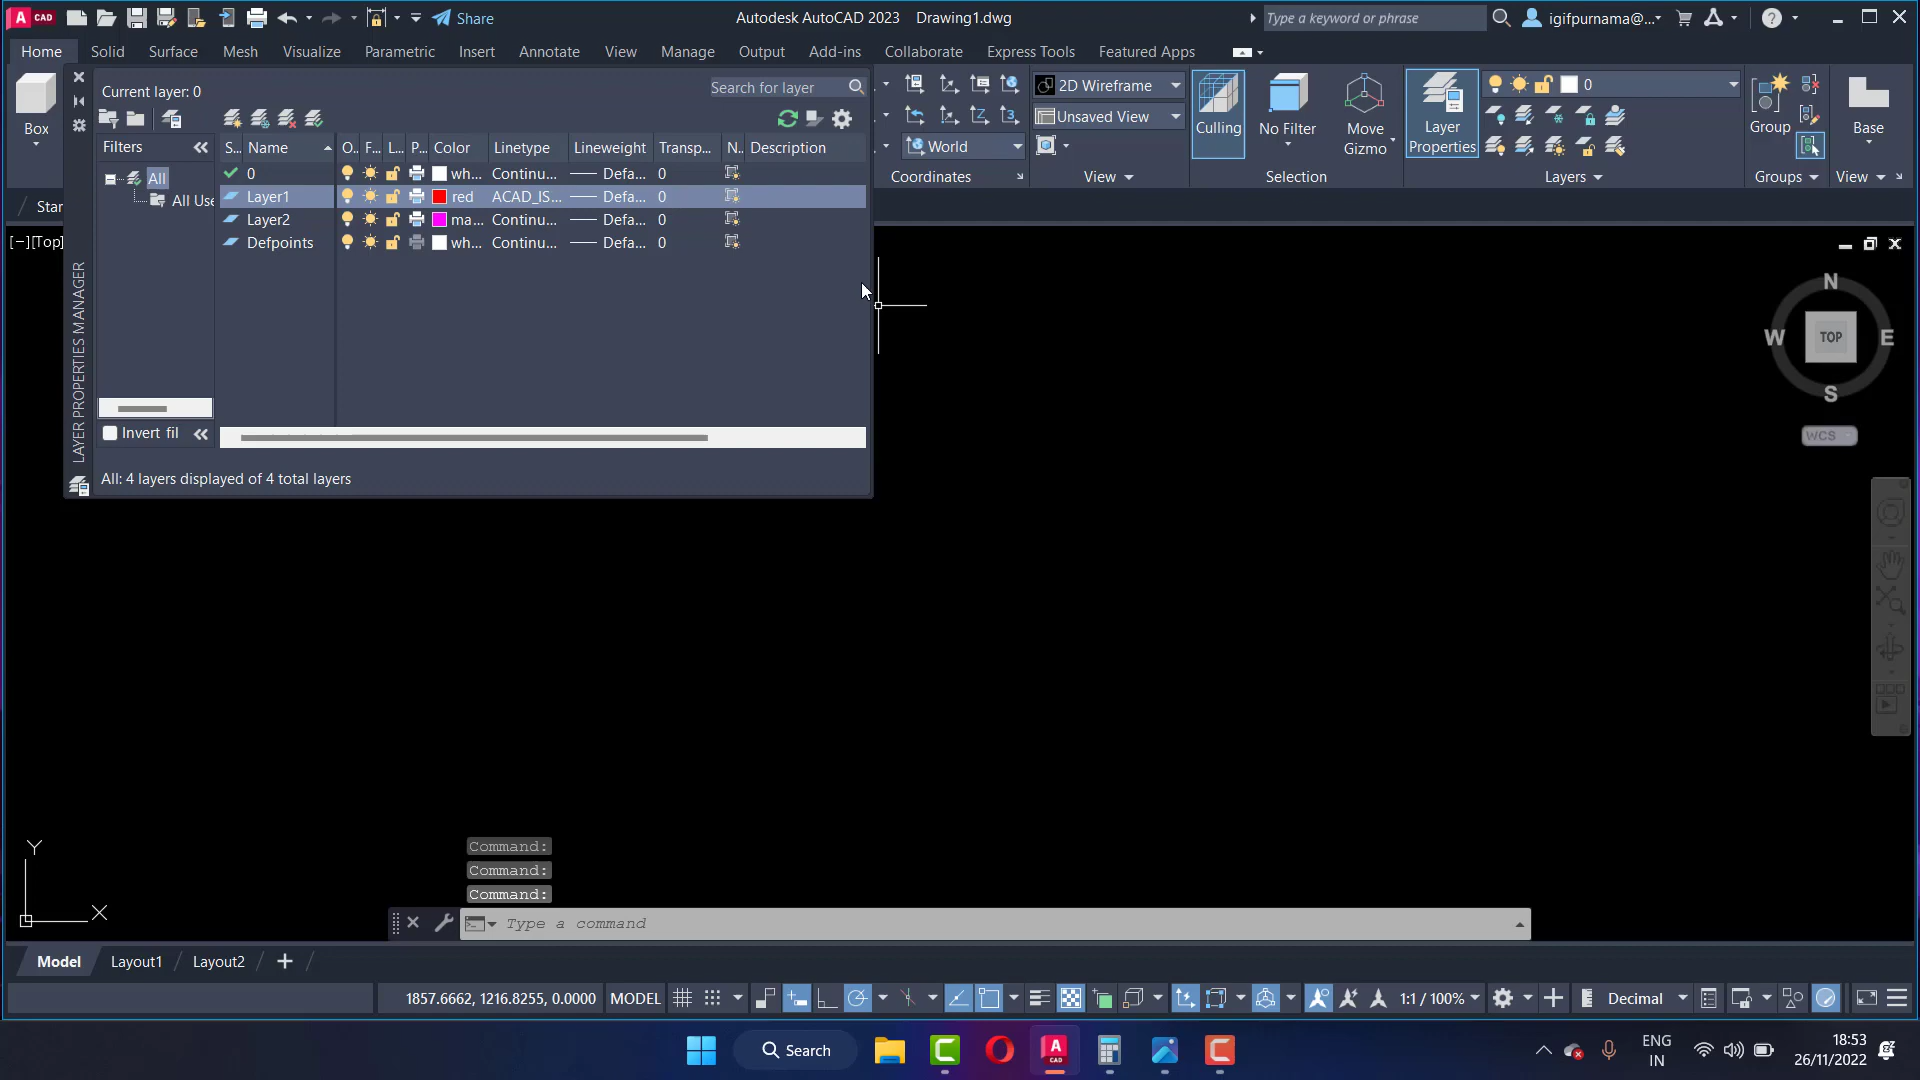 A CAD Share Autodesk AutoCAD 2023 Drawing1.dwg Type a keyword or phrase igifpurnama@... ?
Home Solid Surface Mesh Visualize Parametric Insert Annotate View Manage Output Add-ins Collaborate Express Tools Featured Apps
Current layer: 0
Search for layer
2D Wireframe
0
Unsaved View
World
Box
Culling
No Filter
Move
Gizmo
Layer
Properties
Group
Base
Coordinates View Selection Layers Groups View
Filters
S.. Name O. F... L... P... Color Linetype Lineweight Transp... N. Description
All
All Use
0 wh... Continu... Defa... 0
Layer1 red ACAD_IS... Defa... 0
Layer2 ma... Continu... Defa... 0
Defpoints wh... Continu... Defa... 0
Star
[−][Top]
Invert fil
All: 4 layers displayed of 4 total layers
LAYER PROPERTIES MANAGER
N
W TOP E
S
WCS
Y
X
Command:
Command:
Command:
Type a command
Model Layout1 Layout2 +
1857.6662, 1216.8255, 0.0000 MODEL 1:1 / 100% Decimal
Search
A CAD
ENG
IN
18:53
26/11/2022